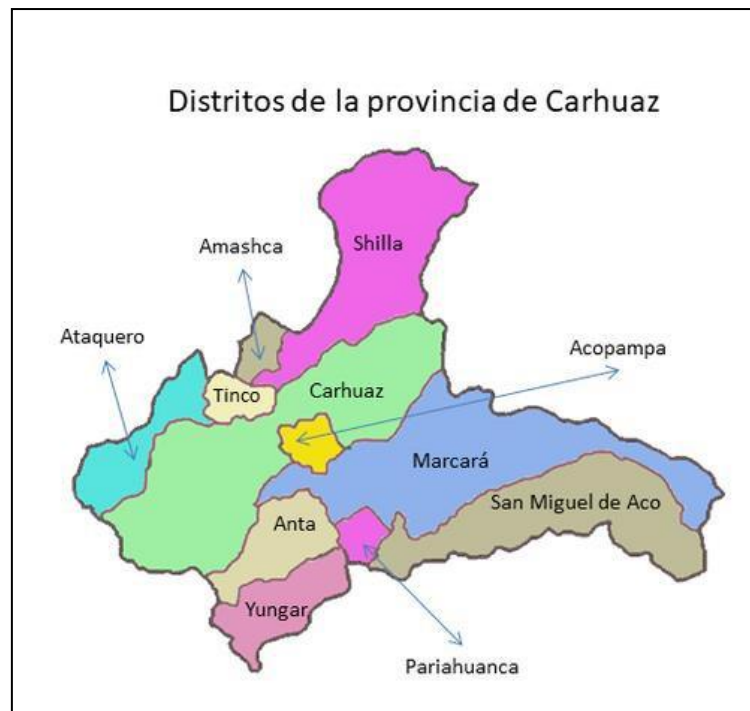 Distritos de la provincia de Carhuaz
Shilla
Amashca
Ataquero
Acopampa
Tinco
Carhuaz
Marcará
San Miguel de Aco
Anta
Yungar
Pariahuanca